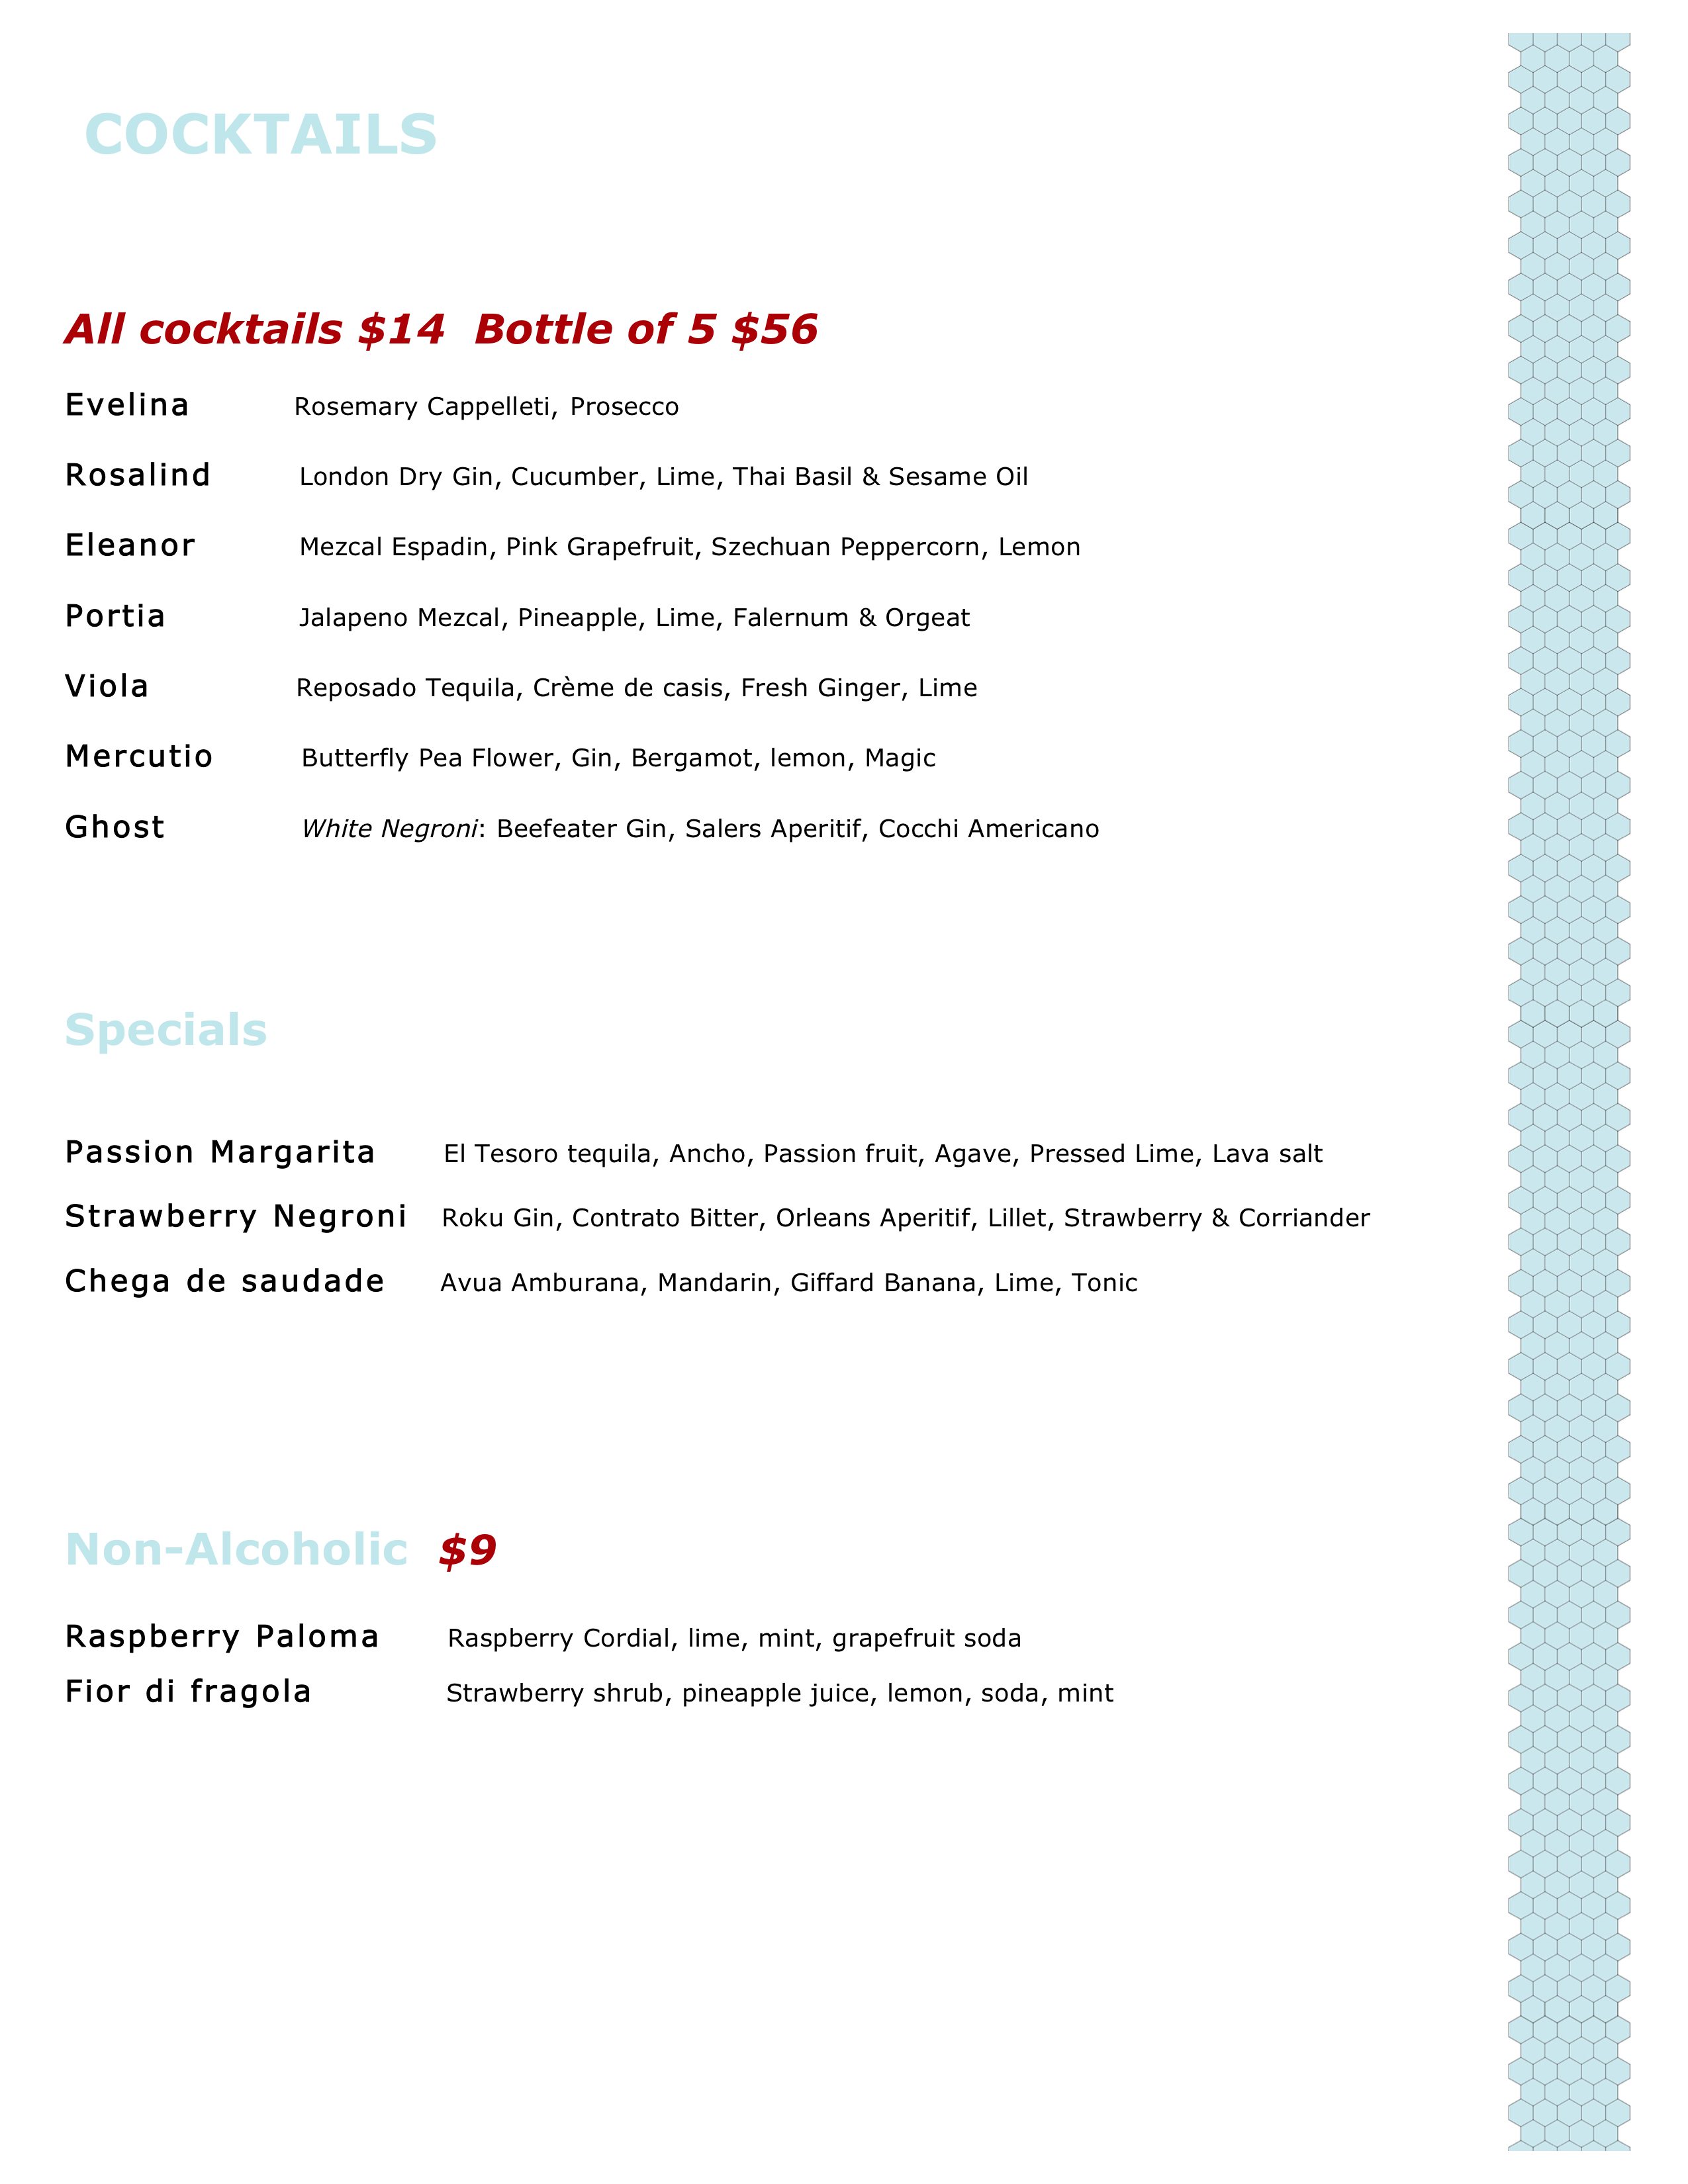 COCKTAILS
All cocktails $14  Bottle of 5 $56
Evelina Rosemary Cappelleti, Prosecco
Rosalind London Dry Gin, Cucumber, Lime, Thai Basil & Sesame Oil
Eleanor Mezcal Espadin, Pink Grapefruit, Szechuan Peppercorn, Lemon
Portia Jalapeno Mezcal, Pineapple, Lime, Falernum & Orgeat
Viola Reposado Tequila, Crème de casis, Fresh Ginger, Lime
Mercutio Butterfly Pea Flower, Gin, Bergamot, lemon, Magic
Ghost White Negroni: Beefeater Gin, Salers Aperitif, Cocchi Americano
Specials
Passion Margarita El Tesoro tequila, Ancho, Passion fruit, Agave, Pressed Lime, Lava salt
Strawberry Negroni Roku Gin, Contrato Bitter, Orleans Aperitif, Lillet, Strawberry & Corriander
Chega de saudade Avua Amburana, Mandarin, Giffard Banana, Lime, Tonic
Non-Alcoholic $9
Raspberry Paloma Raspberry Cordial, lime, mint, grapefruit soda
Fior di fragola Strawberry shrub, pineapple juice, lemon, soda, mint